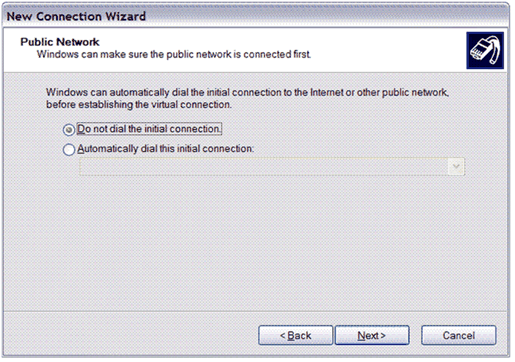 New Connection Wizard
Public Network
Windows can make sure the public network is connected first.
Windows can automatically dial the initial connection to the Internet or other public network,
before establishing the virtual connection.
Do not dial the initial connection.
Automatically dial this initial connection:
< Back Next > Cancel